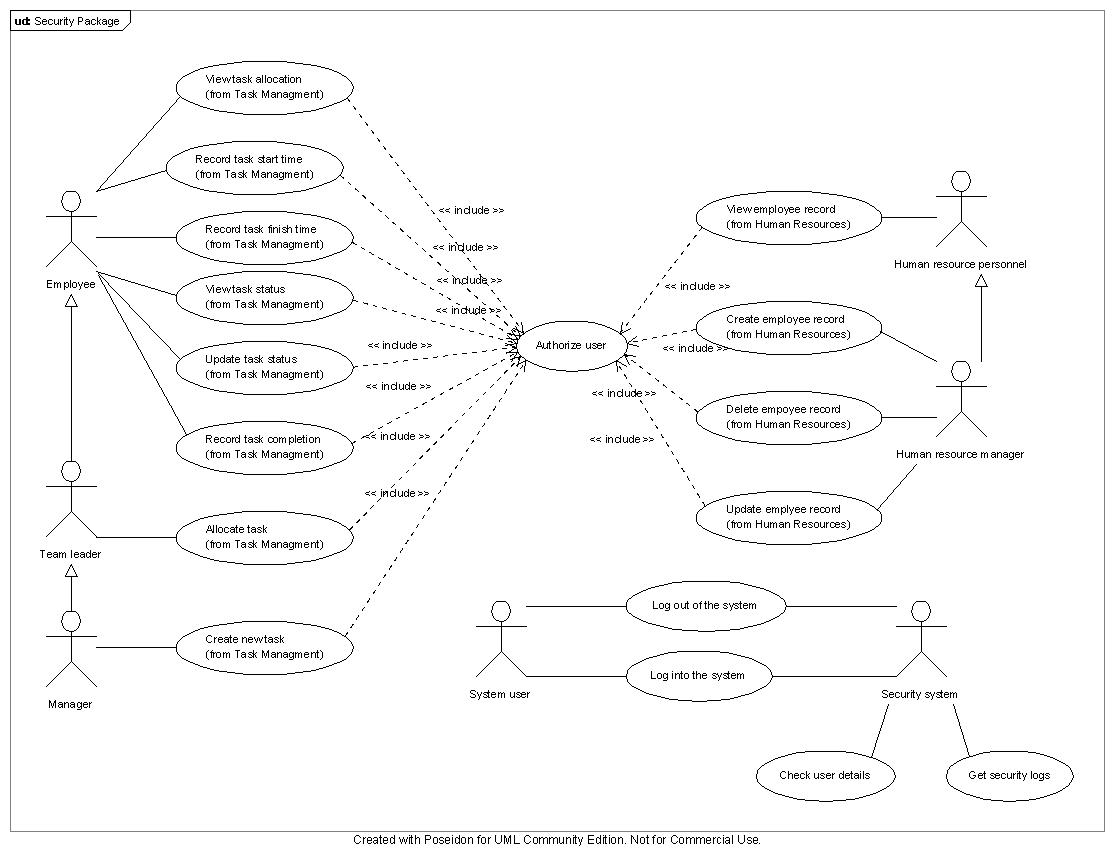 ud: Security Package
View task allocation
(from Task Managment)
Record task start time
(from Task Managment)
<< include >>
View employee record
(from Human Resources)
Human resource personnel
Record task finish time
(from Task Managment)
<< include >>
Employee
View task status
(from Task Managment)
<< include >>
<< include >>
<< include >>
Create employee record
(from Human Resources)
Authorize user
<< include >>
<< include >>
Update task status
(from Task Managment)
<< include >>
<< include >>
Delete empoyee record
(from Human Resources)
Human resource manager
Record task completion
(from Task Managment)
<< include >>
<< include >>
<< include >>
Update emplyee record
(from Human Resources)
Allocate task
(from Task Managment)
Team leader
Log out of the system
Create new task
(from Task Managment)
Log into the system
Manager
System user
Security system
Check user details
Get security logs
Created with Poseidon for UML Community Edition. Not for Commercial Use.